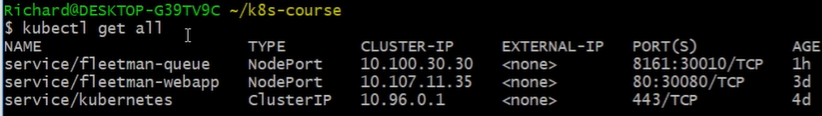 Richard@DESKTOP-G39TV9C ~/k8s-course
$ kubectl get all
NAME TYPE CLUSTER-IP EXTERNAL-IP PORT(S) AGE
service/fleetman-queue NodePort 10.100.30.30 <none> 8161:30010/TCP 1h
service/fleetman-webapp NodePort 10.107.11.35 <none> 80:30080/TCP 3d
service/kubernetes ClusterIP 10.96.0.1 <none> 443/TCP 4d